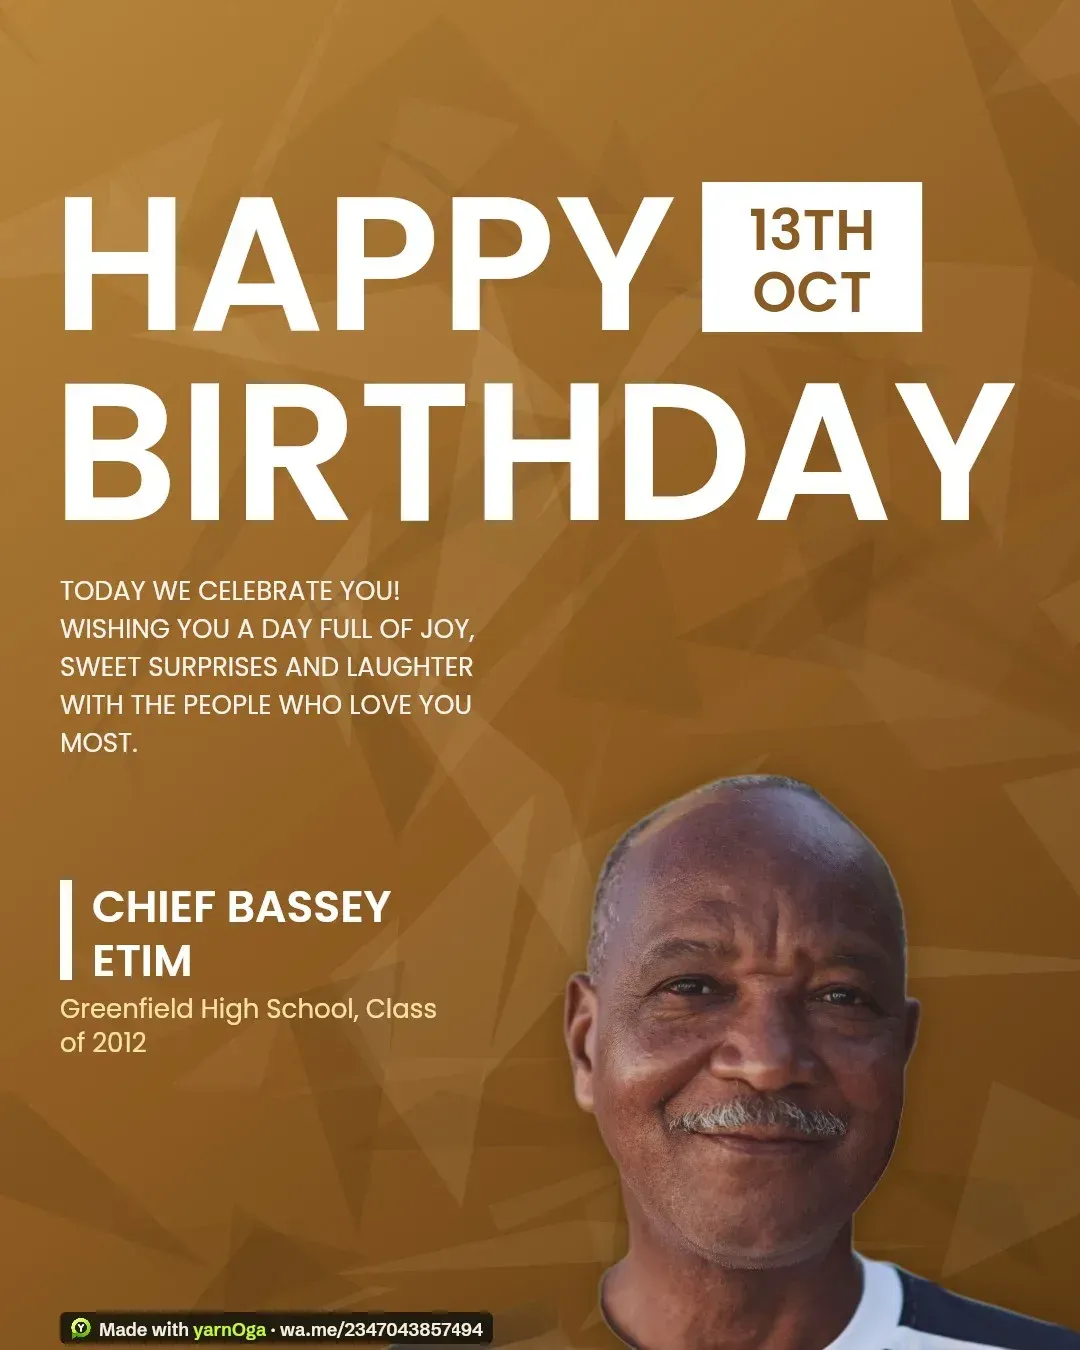 HAPPY
13TH
OCT
BIRTHDAY
TODAY WE CELEBRATE YOU!
WISHING YOU A DAY FULL OF JOY,
SWEET SURPRISES AND LAUGHTER
WITH THE PEOPLE WHO LOVE YOU
MOST.
CHIEF BASSEY
ETIM
Greenfield High School, Class
of 2012
Made with yarnOga · wa.me/2347043857494